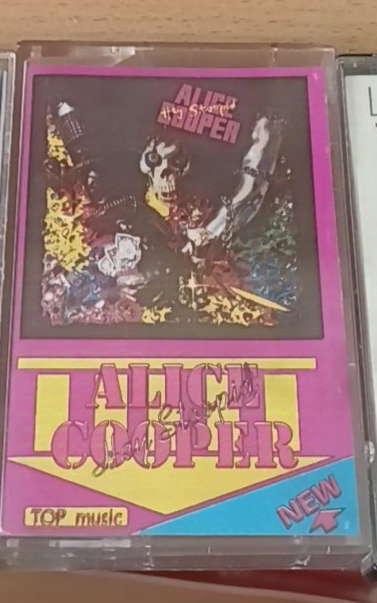 ALICE
COOPER
Hey Stoopid
ALICE
COOPER
Hey Stoopid
TOP music
NEW